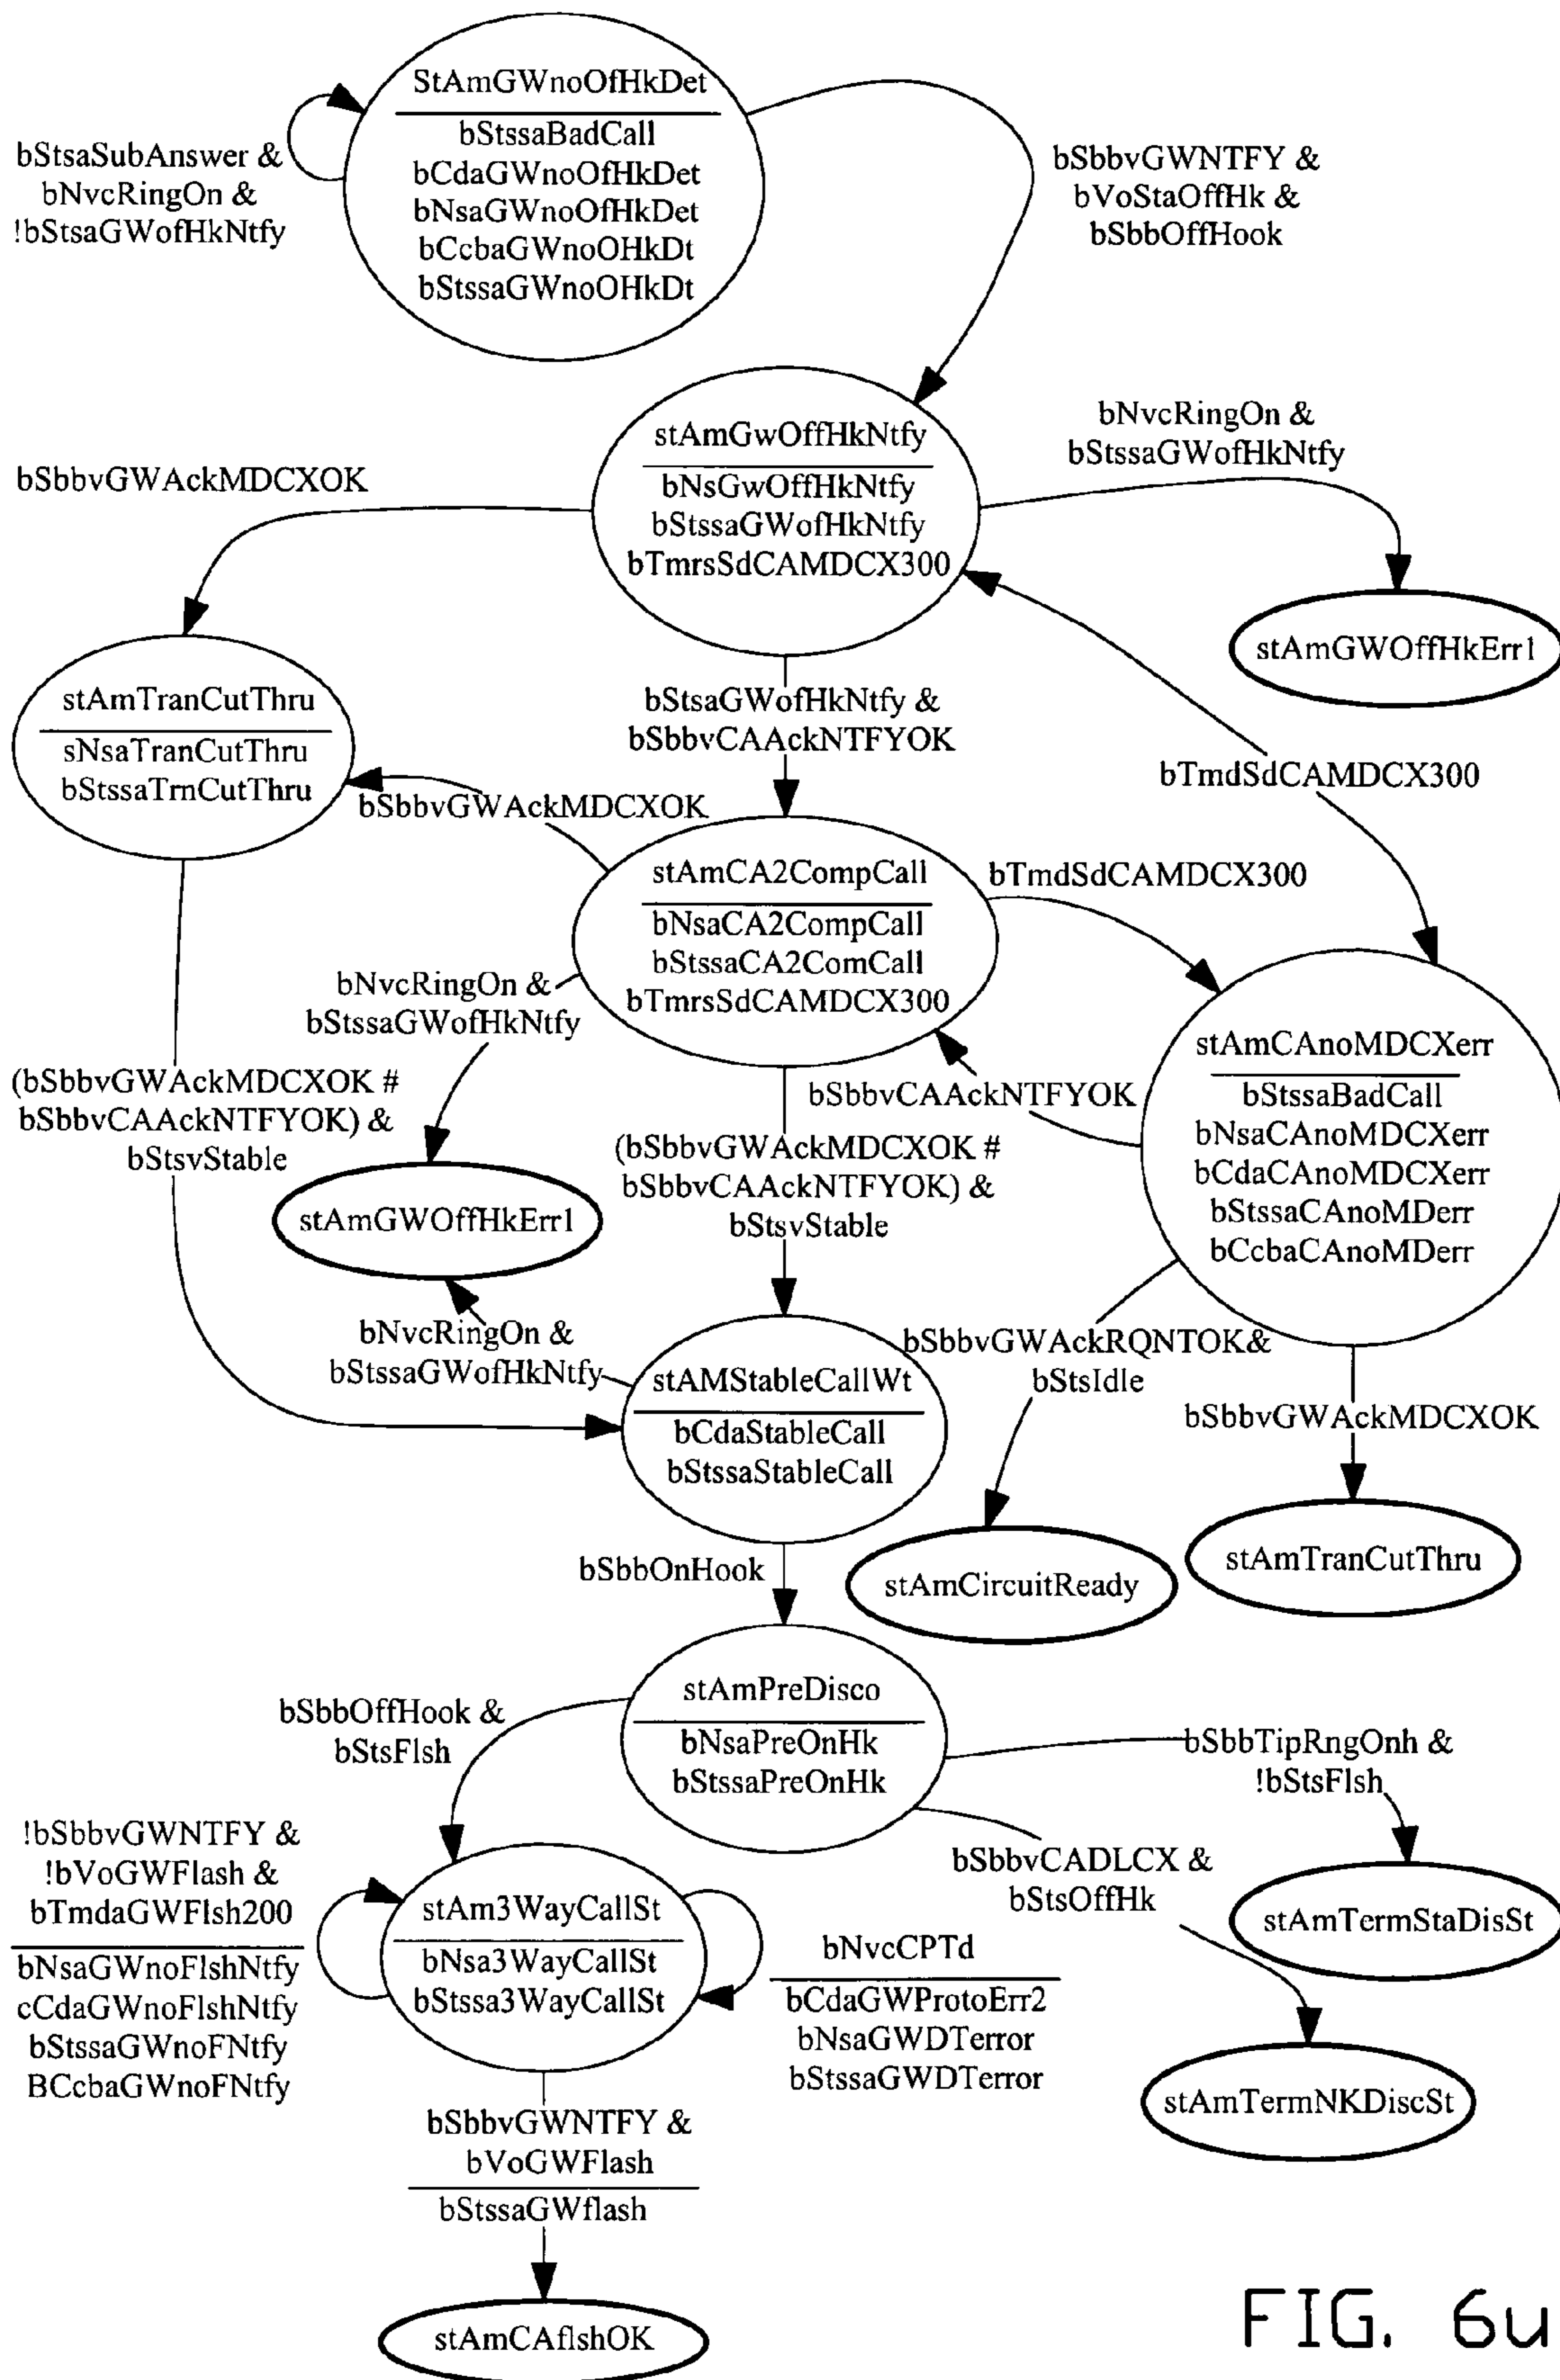 StAmGWnoOfHkDet
bStssaBadCall
bCdaGWnoOfHkDet
bNsaGWnoOfHkDet
bCcbaGWnoOHkDt
bStssaGWnoOHkDt
bStsaSubAnswer &
bNvcRingOn &
!bStsaGWofHkNtfy
bSbbvGWNTFY &
bVoStaOffHk &
bSbbOffHook
stAmGwOffHkNtfy
bNsGwOffHkNtfy
bStssaGWofHkNtfy
bTmrsSdCAMDCX300
bNvcRingOn &
bStssaGWofHkNtfy
bSbbvGWAckMDCXOK
stAmGWOffHkErr1
stAmTranCutThru
sNsaTranCutThru
bStssaTrnCutThru
bStsaGWofHkNtfy &
bSbbvCAAckNTFYOK
bTmdSdCAMDCX300
bSbbvGWAckMDCXOK
stAmCA2CompCall
bNsaCA2CompCall
bStssaCA2ComCall
bTmrsSdCAMDCX300
bTmdSdCAMDCX300
bNvcRingOn &
bStssaGWofHkNtfy
stAmCAnoMDCXerr
bStssaBadCall
bNsaCAnoMDCXerr
bCdaCAnoMDCXerr
bStssaCAnoMDerr
bCcbaCAnoMDerr
(bSbbvGWAckMDCXOK #
bSbbvCAAckNTFYOK) &
bStsvStable
bSbbvCAAckNTFYOK
(bSbbvGWAckMDCXOK #
bSbbvCAAckNTFYOK) &
bStsvStable
stAmGWOffHkErr1
bNvcRingOn &
bStssaGWofHkNtfy
stAMStableCallWt
bCdaStableCall
bStssaStableCall
bSbbvGWAckRQNTOK&
bStsIdle
bSbbvGWAckMDCXOK
bSbbOnHook
stAmCircuitReady
stAmTranCutThru
stAmPreDisco
bNsaPreOnHk
bStssaPreOnHk
bSbbOffHook &
bStsFlsh
bSbbTipRngOnh &
!bStsFlsh
bSbbvCADLCX &
bStsOffHk
stAmTermStaDisSt
!bSbbvGWNTFY &
!bVoGWFlash &
bTmdaGWFlsh200
bNsaGWnoFlshNtfy
cCdaGWnoFlshNtfy
bStssaGWnoFNtfy
BCcbaGWnoFNtfy
stAm3WayCallSt
bNsa3WayCallSt
bStssa3WayCallSt
bNvcCPTd
bCdaGWProtoErr2
bNsaGWDTerror
bStssaGWDTerror
stAmTermNKDiscSt
bSbbvGWNTFY &
bVoGWFlash
bStssaGWflash
stAmCAflshOK
FIG. 6u